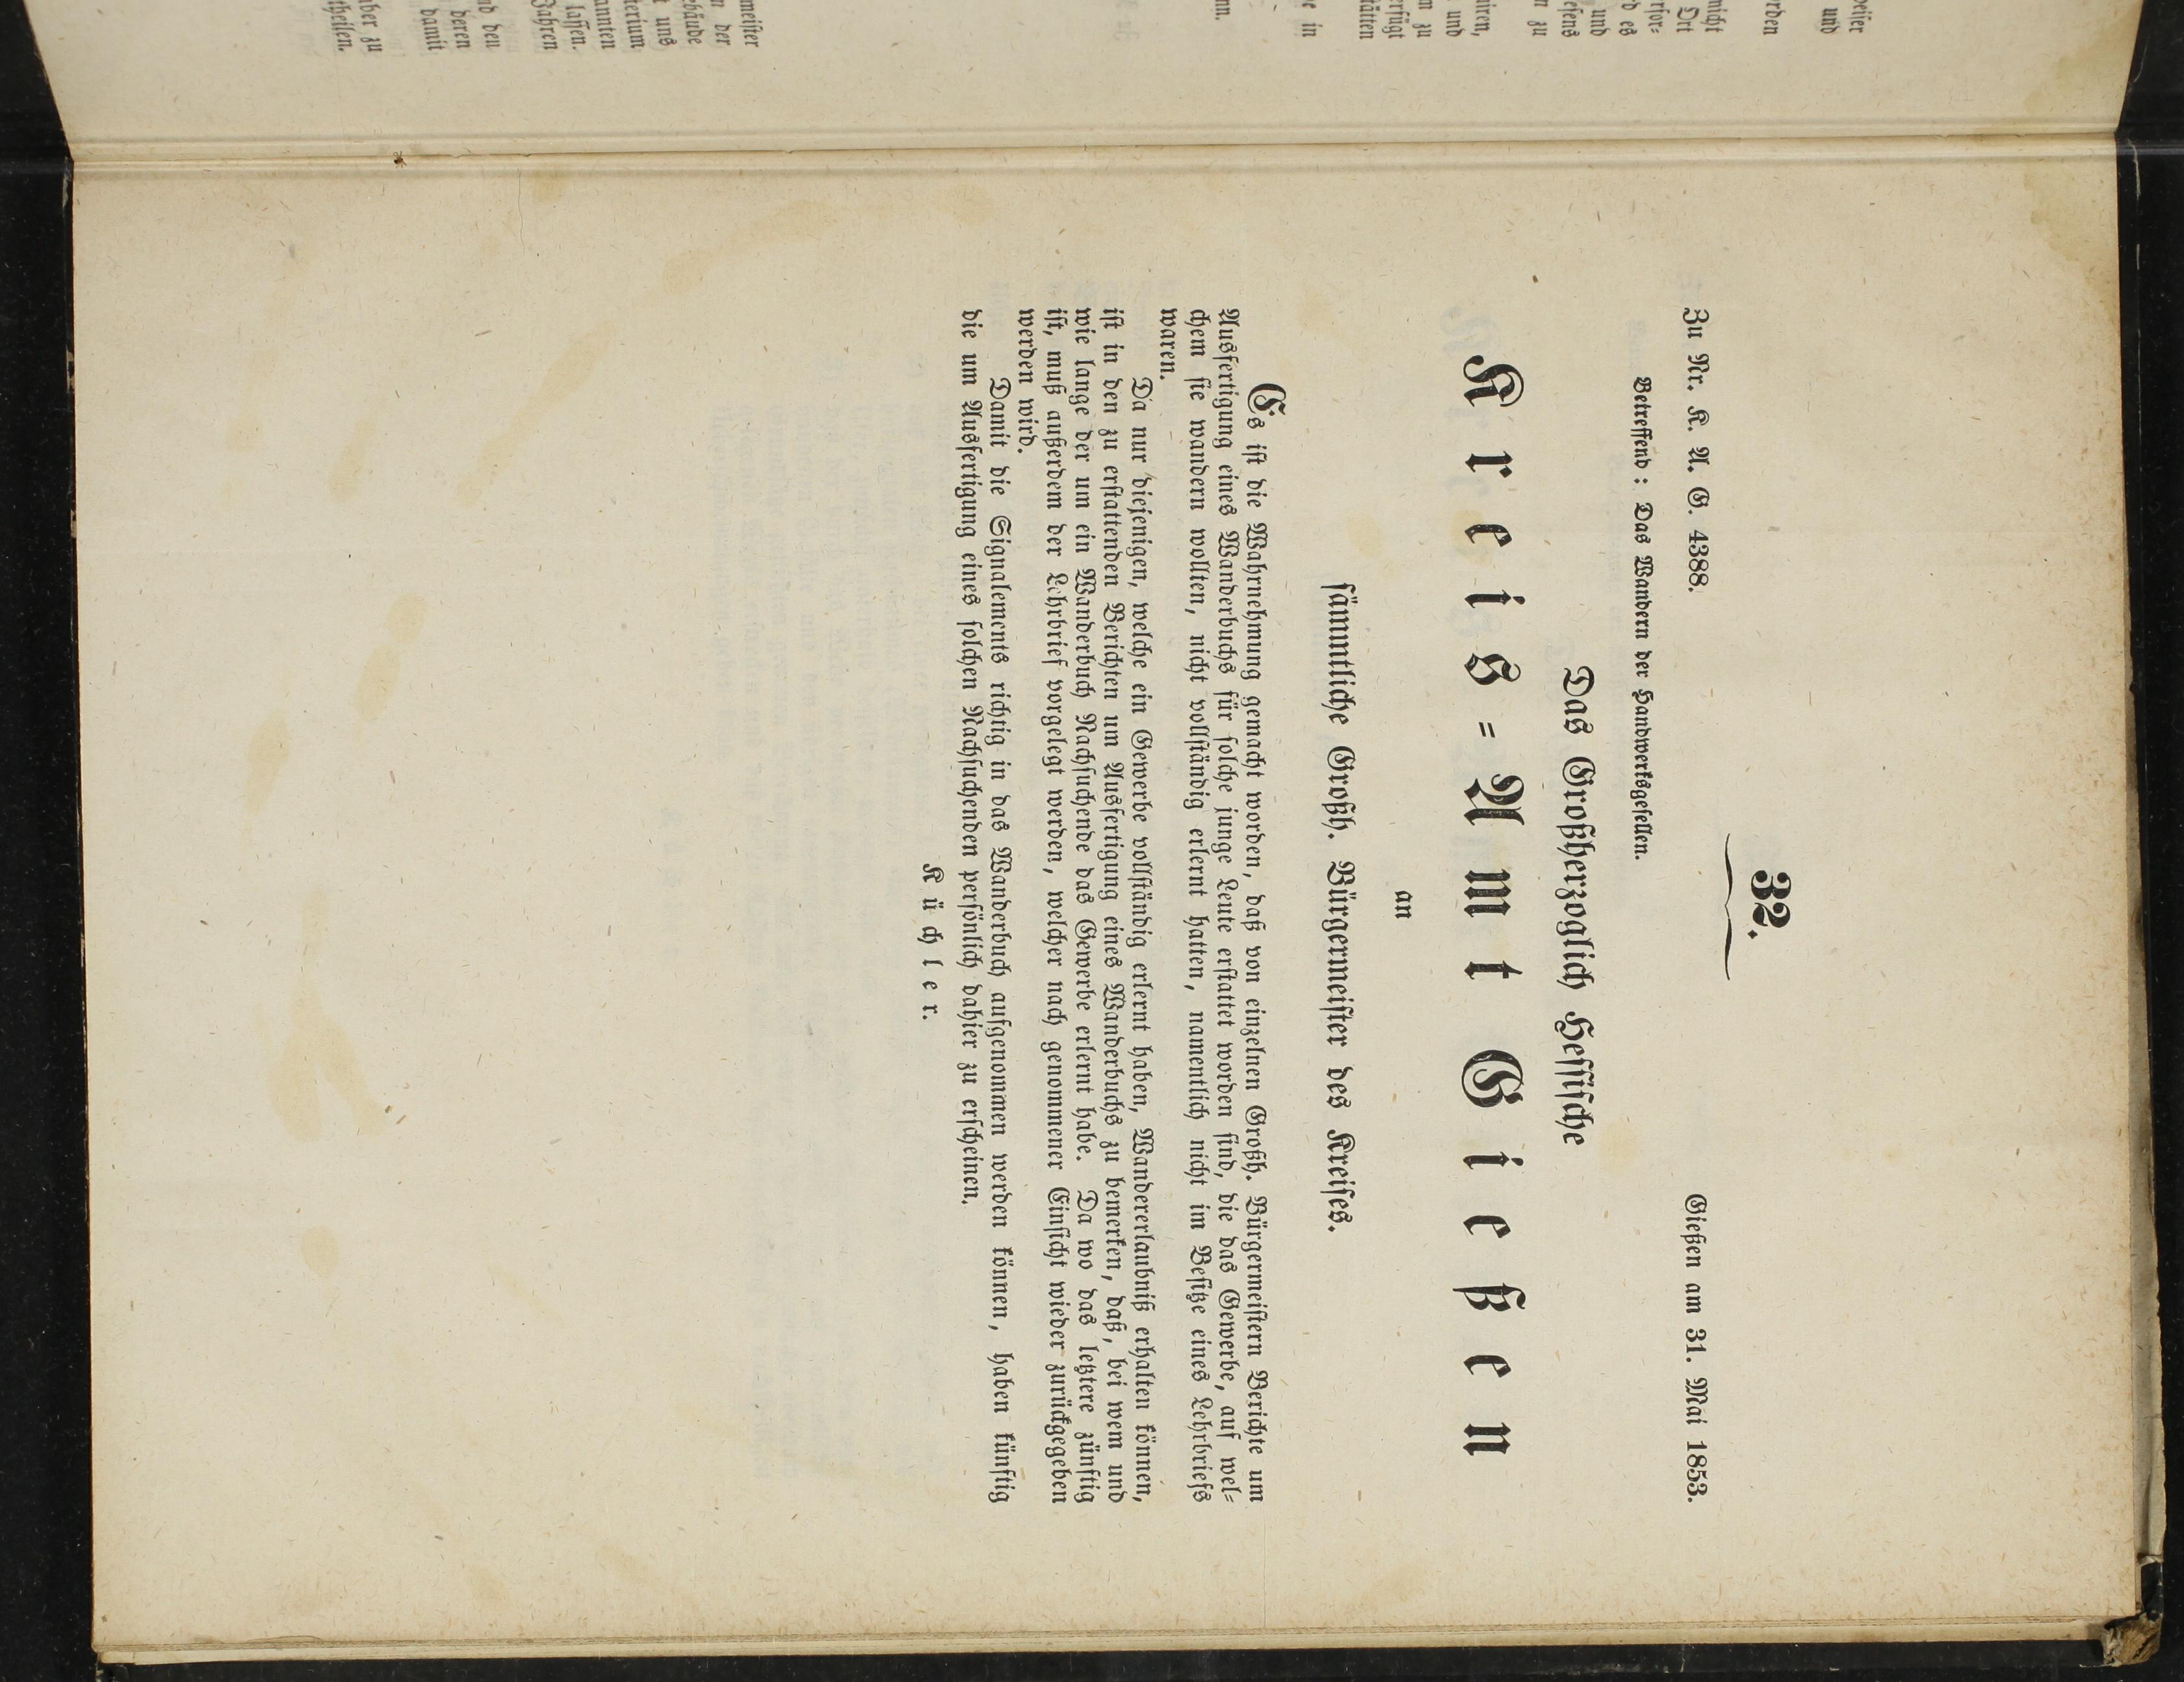 32.
Zu Nr. K. A. G. 4388.
Gießen am 31. Mai 1853.
Betreffend: Das Wandern der Handwerksgesellen.
Das Großherzoglich Hessische
Kreis=Amt Gießen
an
sämmtliche Großh. Bürgermeister des Kreises.
Es ist die Wahrnehmung gemacht worden, daß von einzelnen Großh. Bürgermeistern Berichte um
Ausfertigung eines Wanderbuchs für solche junge Leute erstattet worden sind, die das Gewerbe, auf wel=
chem sie wandern wollten, nicht vollständig erlernt hatten, namentlich nicht im Besitze eines Lehrbriefs
waren.
Da nur diejenigen, welche ein Gewerbe vollständig erlernt haben, Wandererlaubniß erhalten können,
ist in den zu erstattenden Berichten um Ausfertigung eines Wanderbuchs zu bemerken, daß, bei wem und
wie lange der um ein Wanderbuch Nachsuchende das Gewerbe erlernt habe. Da wo das letztere zünftig
ist, muß außerdem der Lehrbrief vorgelegt werden, welcher nach genommener Einsicht wieder zurückgegeben
werden wird.
Damit die Signalements richtig in das Wanderbuch aufgenommen werden können, haben künftig
die um Ausfertigung eines solchen Nachsuchenden persönlich dahier zu erscheinen.
Küchler.